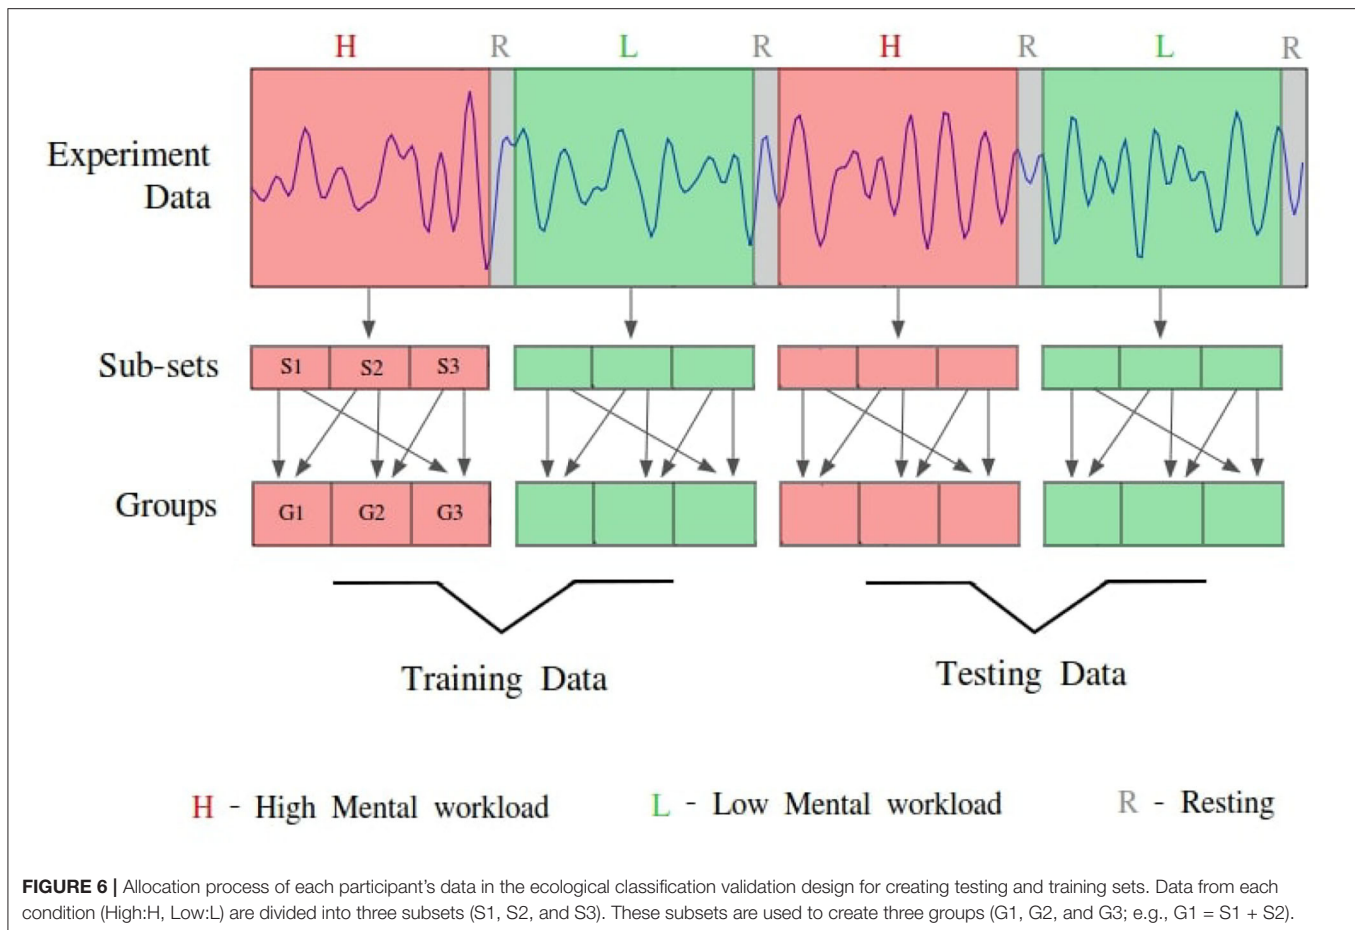 H R L R H R L R
Experiment
Data
Sub-sets
S1 S2 S3
Groups
G1 G2 G3
Training Data
Testing Data
H - High Mental workload L - Low Mental workload R - Resting
FIGURE 6 | Allocation process of each participant's data in the ecological classification validation design for creating testing and training sets. Data from each
condition (High:H, Low:L) are divided into three subsets (S1, S2, and S3). These subsets are used to create three groups (G1, G2, and G3; e.g., G1 = S1 + S2).